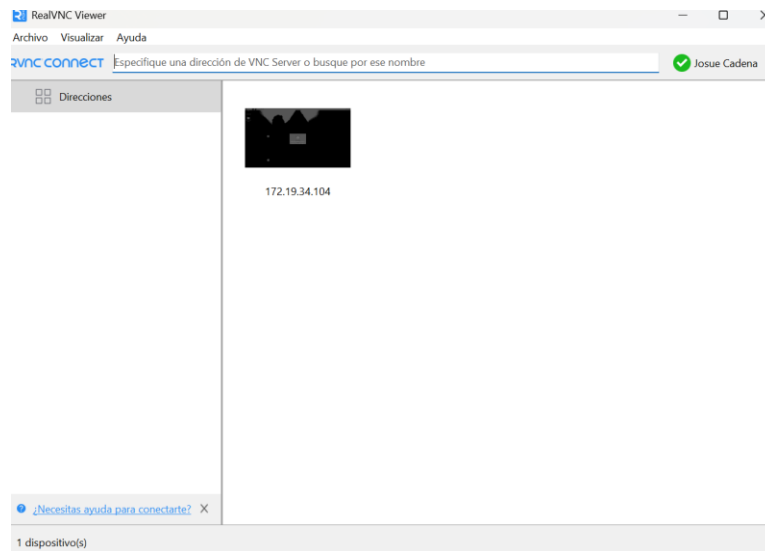 RealVNC Viewer
Archivo Visualizar Ayuda
RVNC CONNECT Especifique una dirección de VNC Server o busque por ese nombre Josue Cadena
Direcciones
172.19.34.104
¿Necesitas ayuda para conectarte?
1 dispositivo(s)